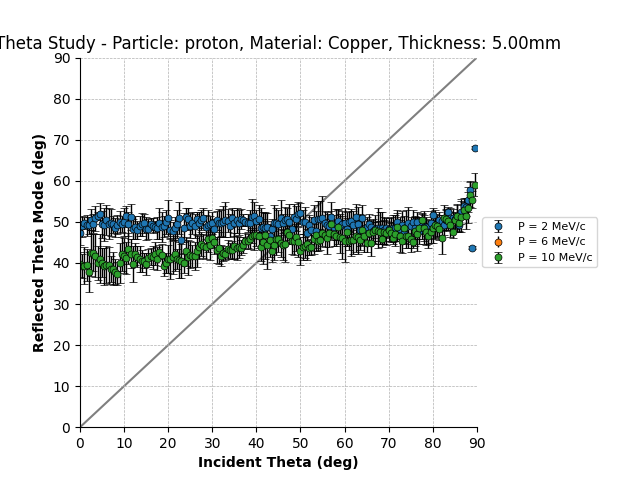 Theta Study - Particle: proton, Material: Copper, Thickness: 5.00mm
90
80
70
60
50
40
30
20
10
0
Reflected Theta Mode (deg)
0 10 20 30 40 50 60 70 80 90
Incident Theta (deg)
P = 2 MeV/c
P = 6 MeV/c
P = 10 MeV/c